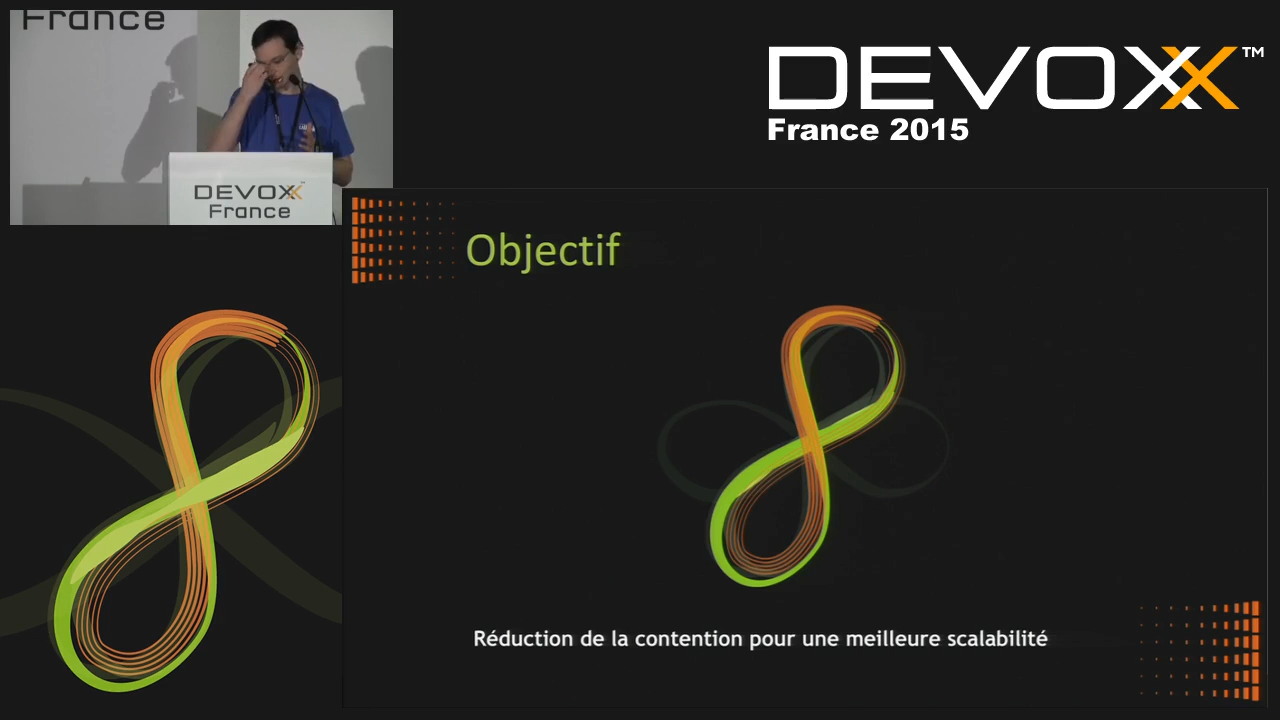 France
DEVOXX™
France 2015
DEVOXX
France
Objectif
Réduction de la contention pour une meilleure scalabilité